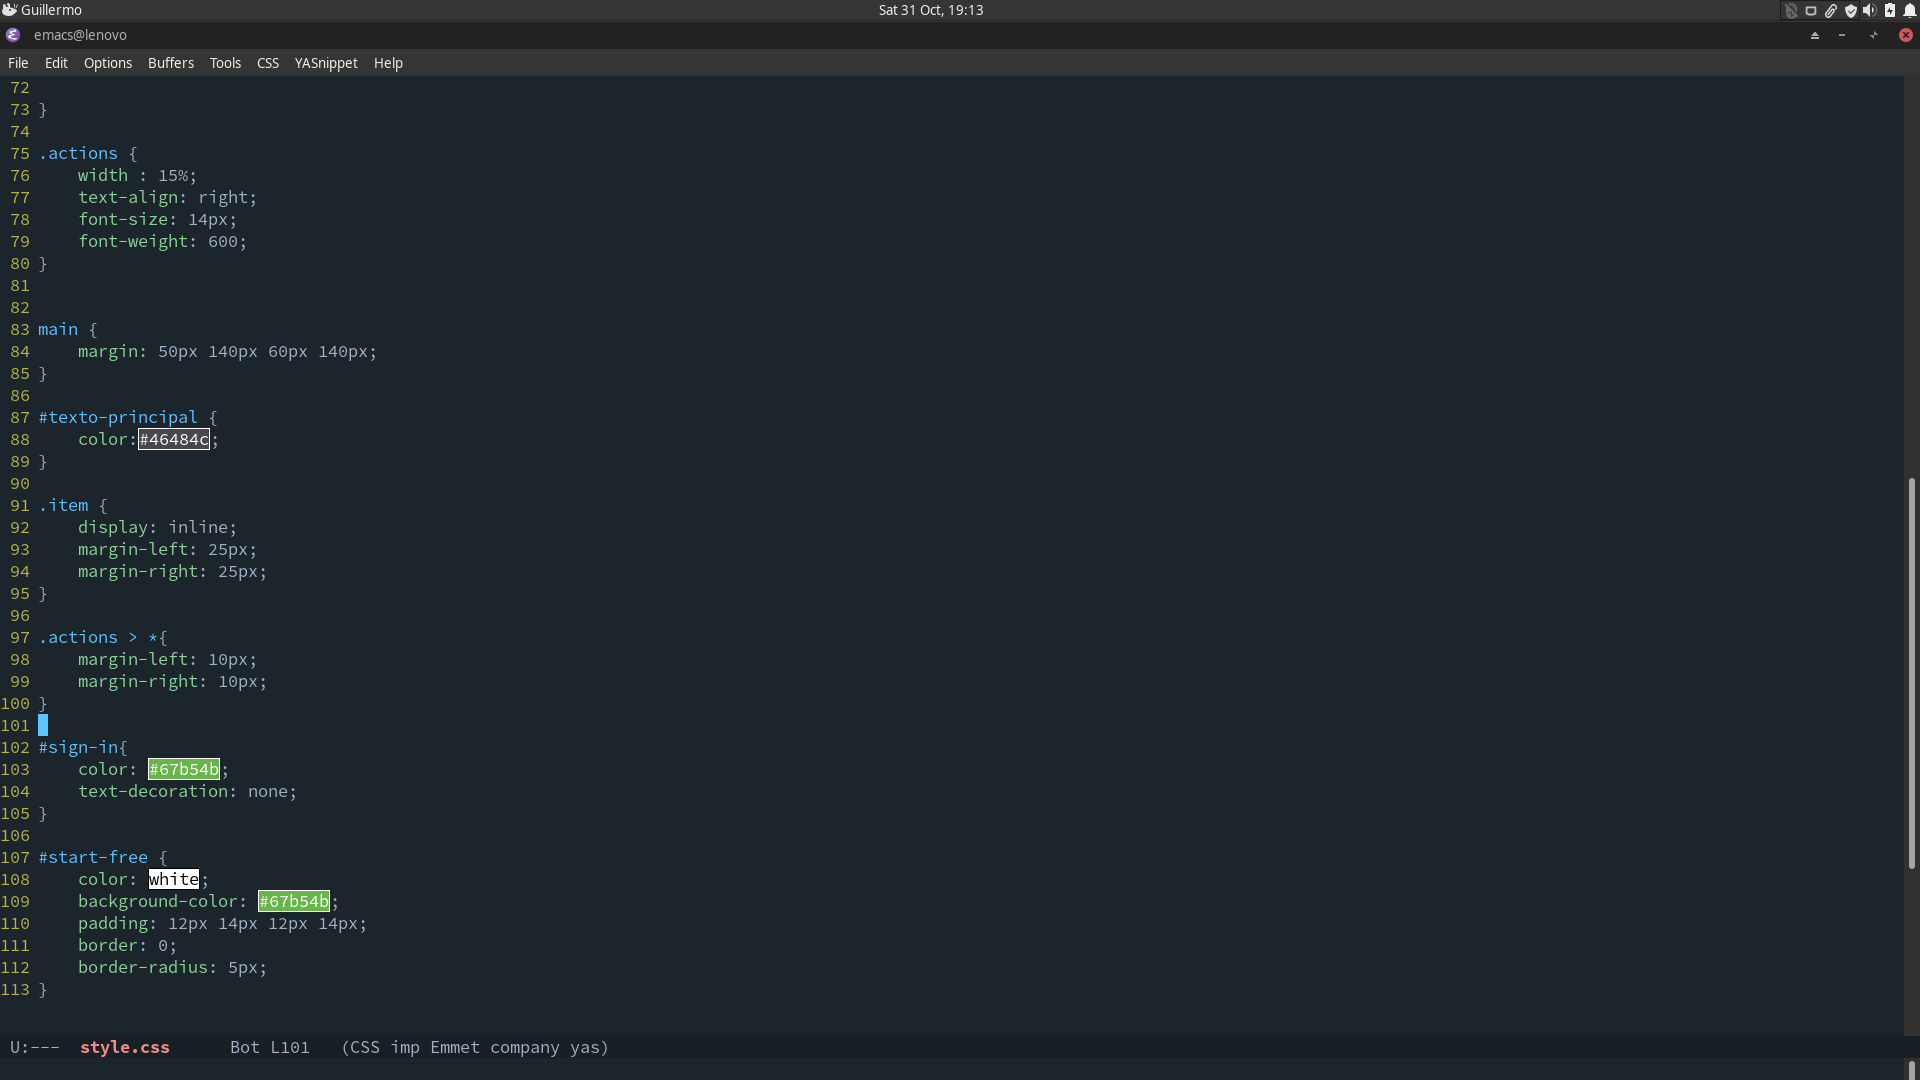 Guillermo
Sat 31 Oct, 19:13
emacs@lenovo
File Edit Options Buffers Tools CSS YASnippet Help
72
73 }
74
75 .actions {
76     width : 15%;
77     text-align: right;
78     font-size: 14px;
79     font-weight: 600;
80 }
81
82
83 main {
84     margin: 50px 140px 60px 140px;
85 }
86
87 #texto-principal {
88     color:#46484c;
89 }
90
91 .item {
92     display: inline;
93     margin-left: 25px;
94     margin-right: 25px;
95 }
96
97 .actions > *{
98     margin-left: 10px;
99     margin-right: 10px;
100 }
101
102 #sign-in{
103     color: #67b54b;
104     text-decoration: none;
105 }
106
107 #start-free {
108     color: white;
109     background-color: #67b54b;
110     padding: 12px 14px 12px 14px;
111     border: 0;
112     border-radius: 5px;
113 }
U:--- style.css Bot L101 (CSS imp Emmet company yas)